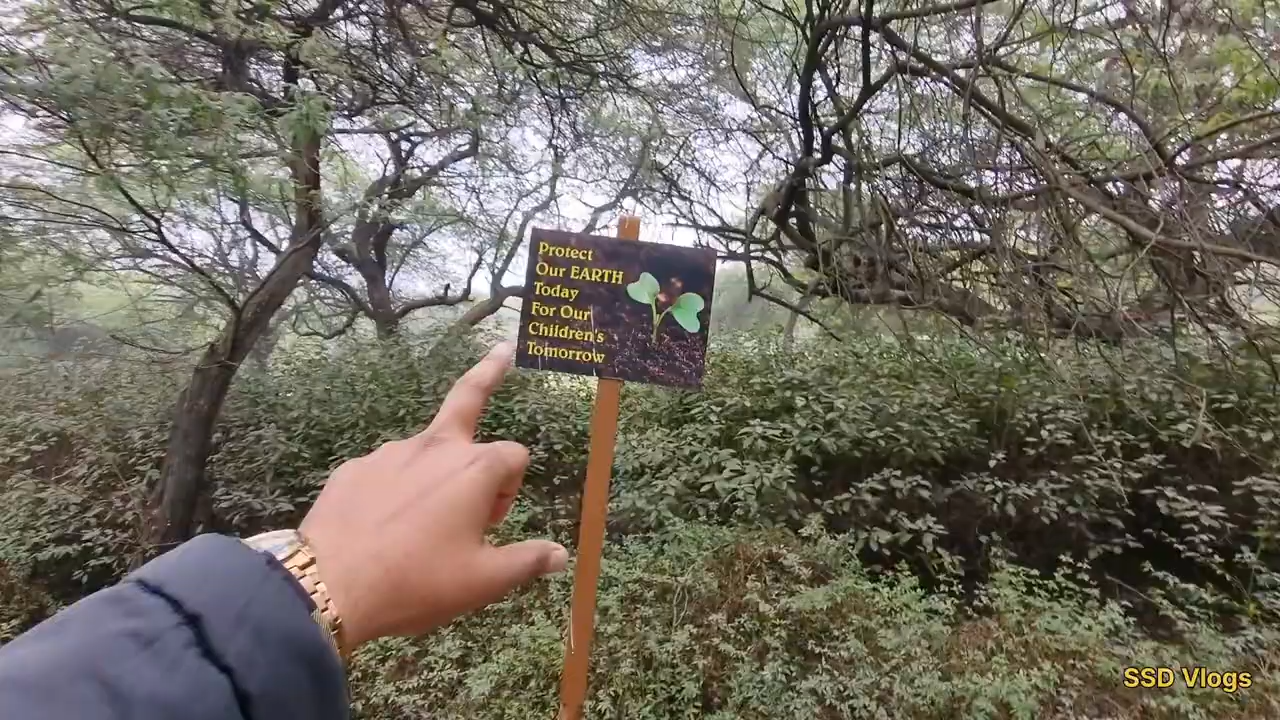 Protect
Our EARTH
Today
For Our
Children's
Tomorrow
SSD Vlogs